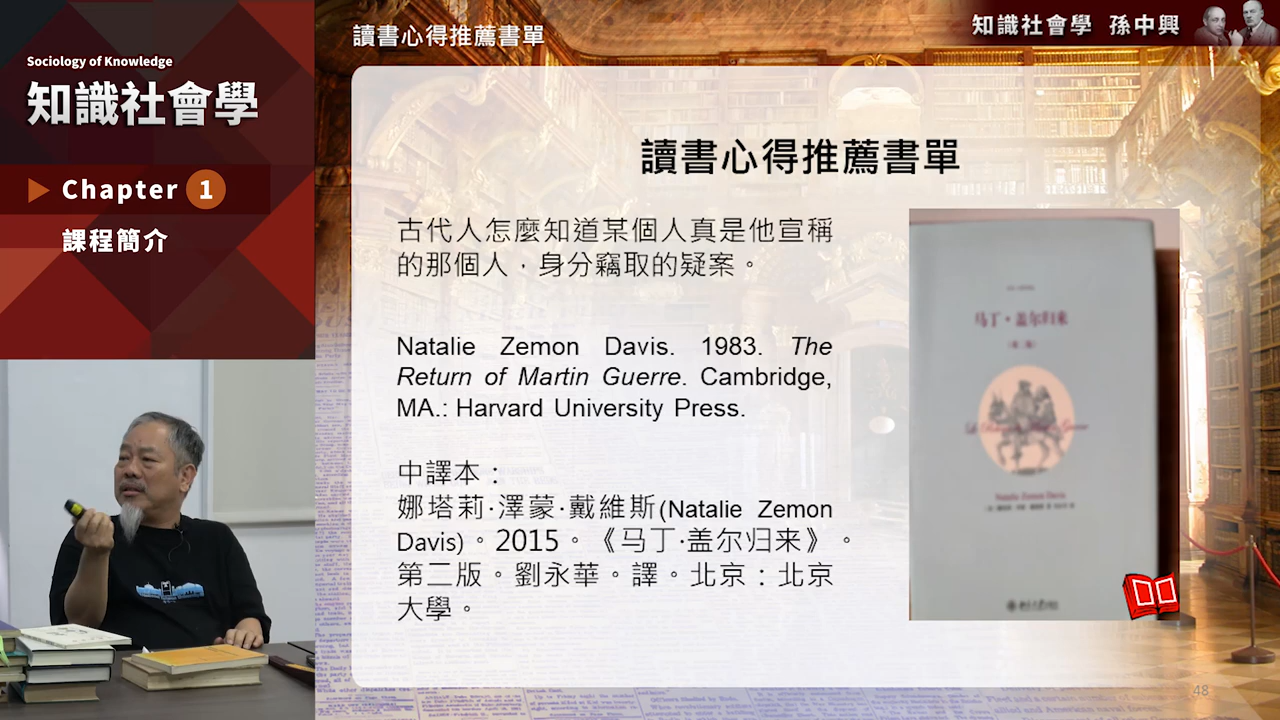 Sociology of Knowledge
知識社會學
Chapter 1
課程簡介
讀書心得推薦書單
知識社會學 孫中興
讀書心得推薦書單
古代人怎麼知道某個人真是他宣稱
的那個人，身分竊取的疑案。
Natalie Zemon Davis. 1983. The
Return of Martin Guerre. Cambridge,
MA.: Harvard University Press.
中譯本：
娜塔莉·澤蒙·戴維斯(Natalie Zemon
Davis)。2015。《马丁·盖尔归来》。
第二版。劉永華。譯。北京：北京
大學。
马丁·盖尔归来
Natalie Zemon Davis
48